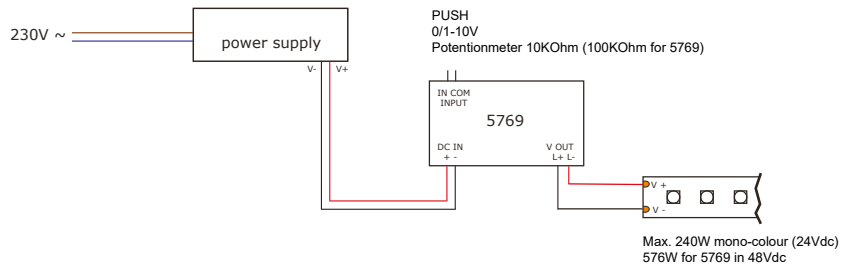 PUSH
0/1-10V
Potentionmeter 10KOhm (100KOhm for 5769)
230V ~
power supply
V- V+
IN COM
INPUT
5769
DC IN
+ -
V OUT
L+ L-
V +
V -
Max. 240W mono-colour (24Vdc)
576W for 5769 in 48Vdc